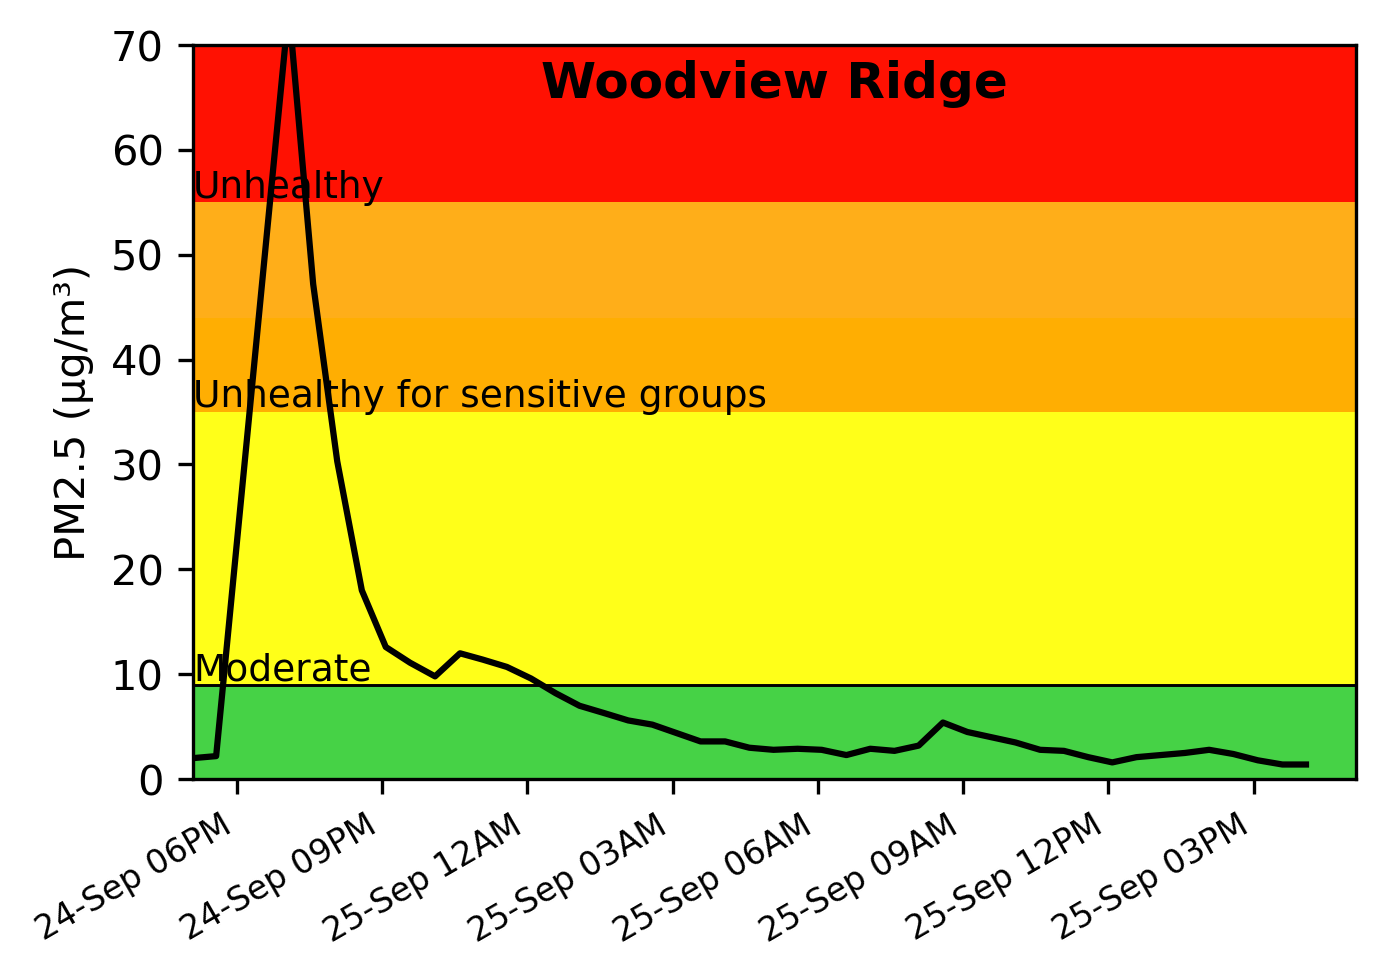 Woodview Ridge
PM2.5 (µg/m³)
70
60
50
40
30
20
10
0
Unhealthy
Unhealthy for sensitive groups
Moderate
24-Sep 06PM
24-Sep 09PM
25-Sep 12AM
25-Sep 03AM
25-Sep 06AM
25-Sep 09AM
25-Sep 12PM
25-Sep 03PM